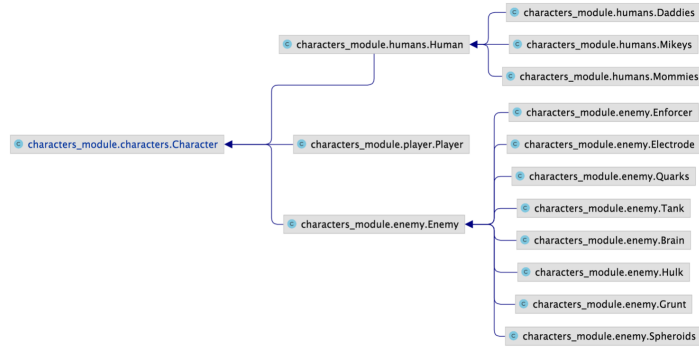 characters_module.humans.Daddies
characters_module.humans.Human
characters_module.humans.Mikeys
characters_module.humans.Mommies
characters_module.enemy.Enforcer
characters_module.characters.Character
characters_module.player.Player
characters_module.enemy.Electrode
characters_module.enemy.Quarks
characters_module.enemy.Tank
characters_module.enemy.Enemy
characters_module.enemy.Brain
characters_module.enemy.Hulk
characters_module.enemy.Grunt
characters_module.enemy.Spheroids